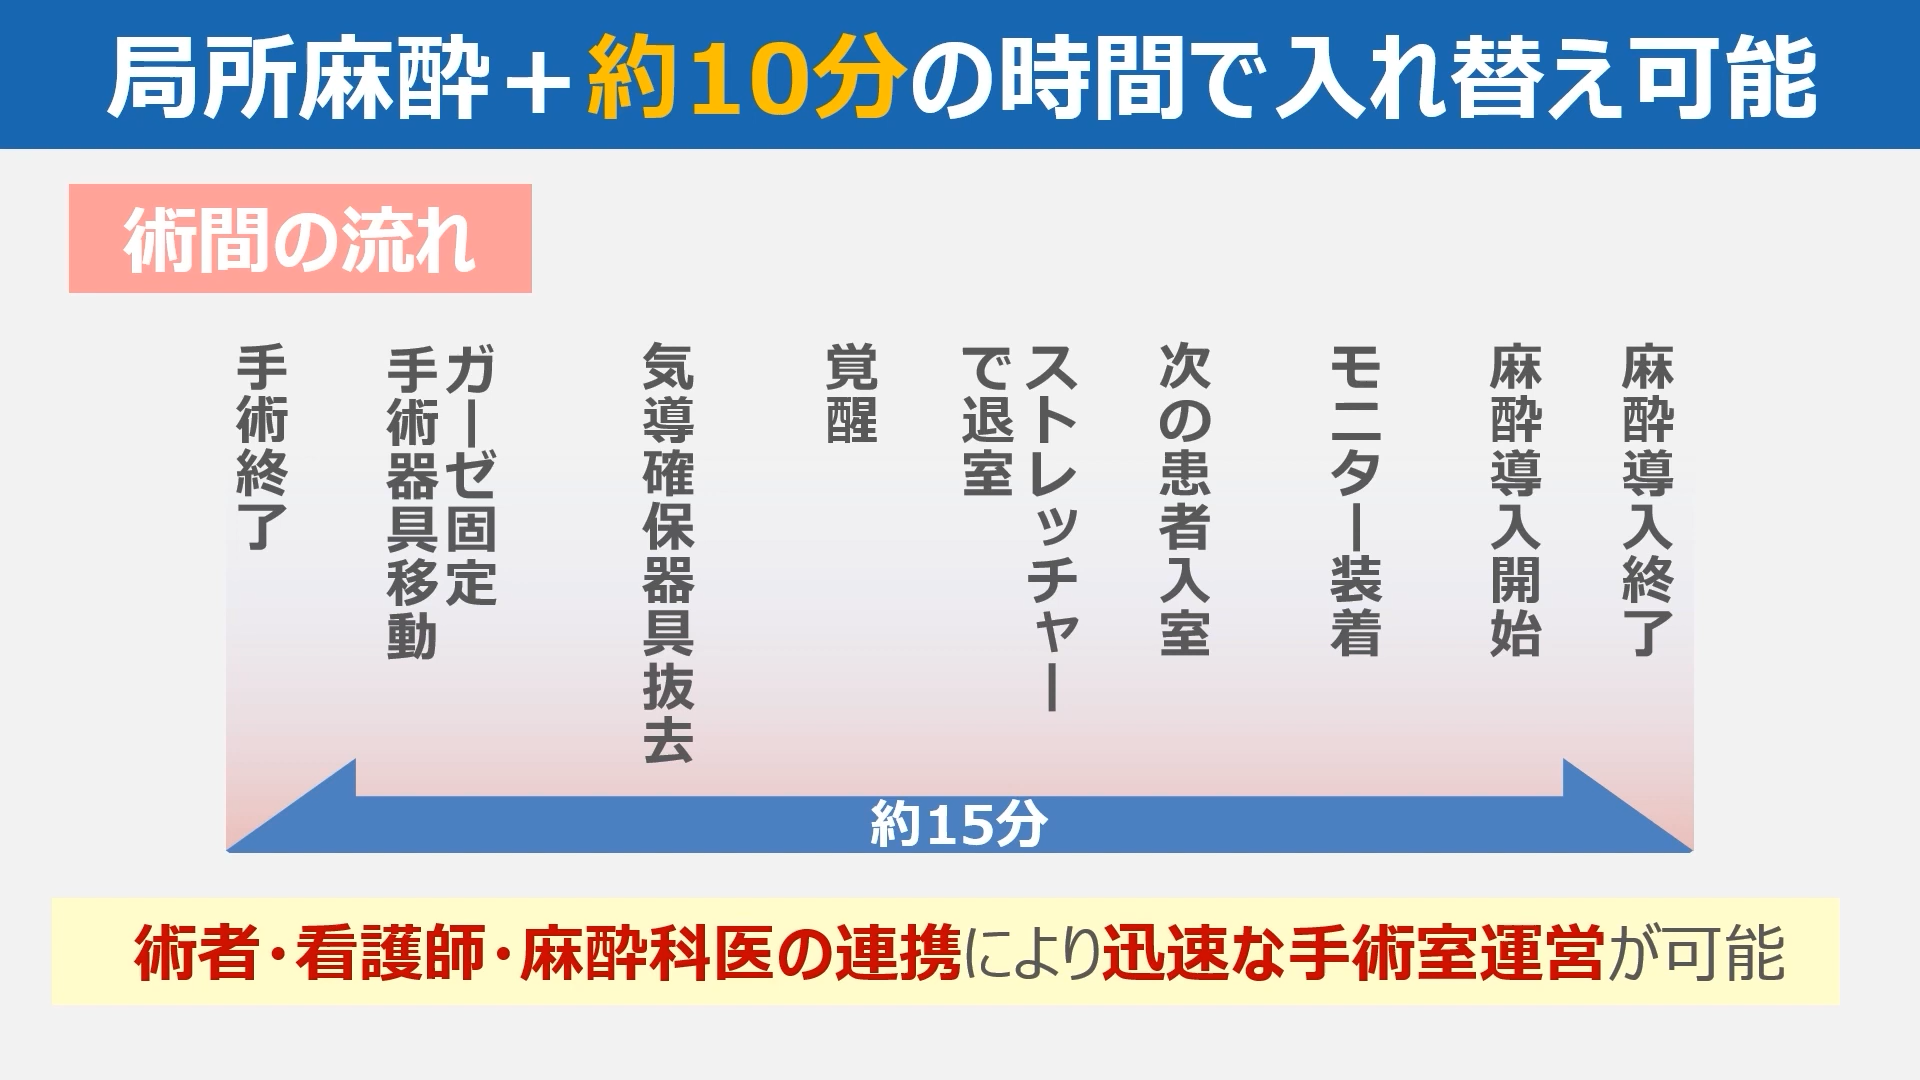 局所麻酔＋約10分の時間で入れ替え可能
術間の流れ
手術終了
ガーゼ固定
手術器具移動
気導確保器具抜去
覚醒
ストレッチャー
で退室
次の患者入室
モニター装着
麻酔導入開始
麻酔導入終了
約15分
術者・看護師・麻酔科医の連携により迅速な手術室運営が可能